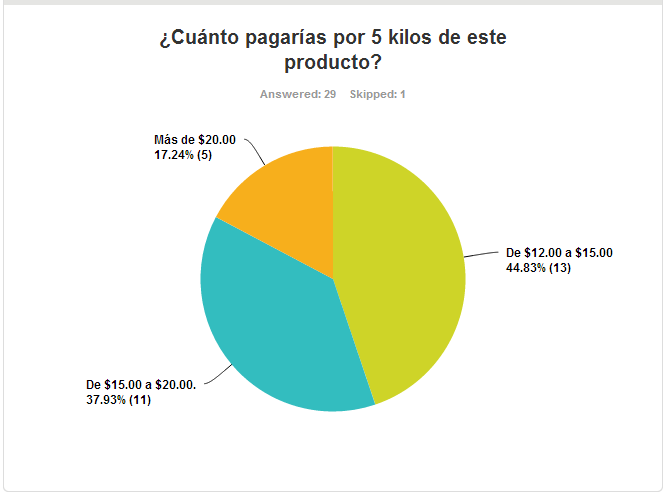 ¿Cuánto pagarías por 5 kilos de este
producto?
Answered: 29 Skipped: 1
Más de $20.00
17.24% (5)
De $12.00 a $15.00
44.83% (13)
De $15.00 a $20.00.
37.93% (11)